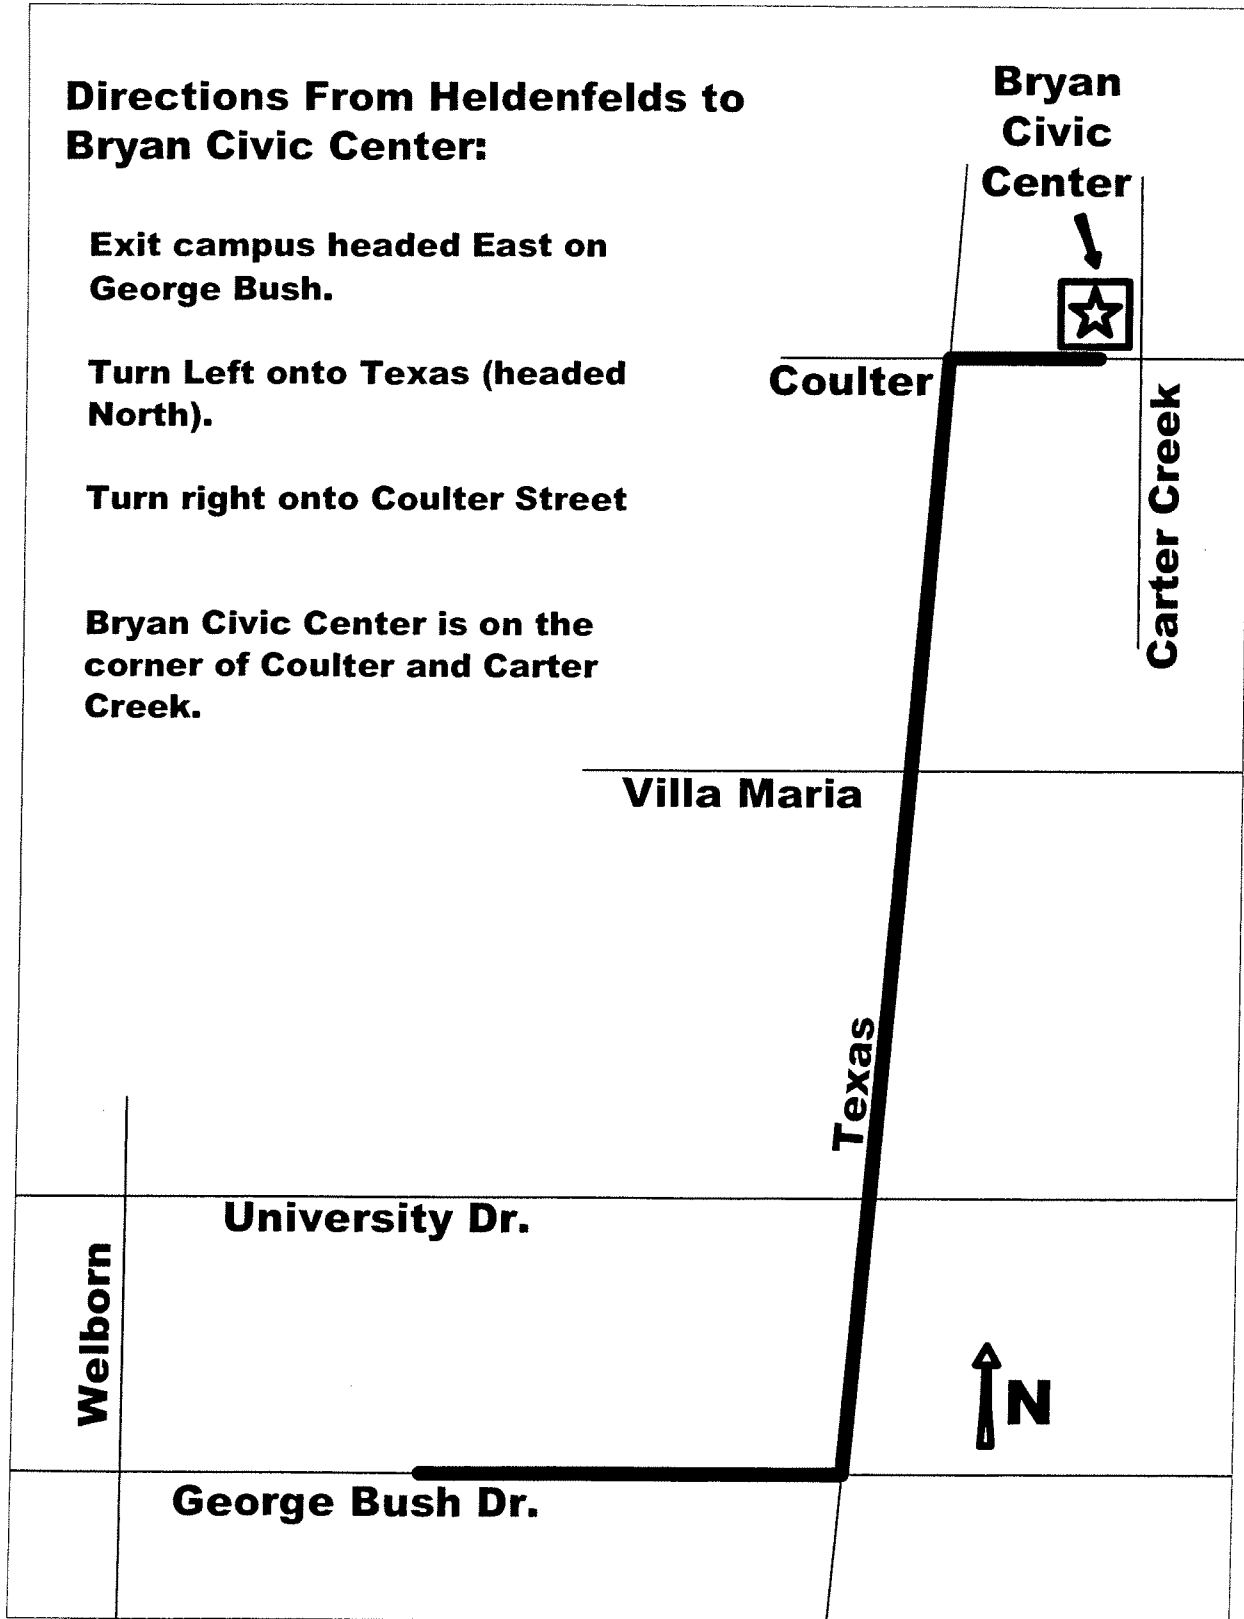 Directions From Heldenfelds to
Bryan Civic Center:
Exit campus headed East on
George Bush.
Turn Left onto Texas (headed
North).
Turn right onto Coulter Street
Bryan Civic Center is on the
corner of Coulter and Carter
Creek.
Bryan
Civic
Center
Coulter
Carter Creek
Villa Maria
Texas
University Dr.
Welborn
N
George Bush Dr.